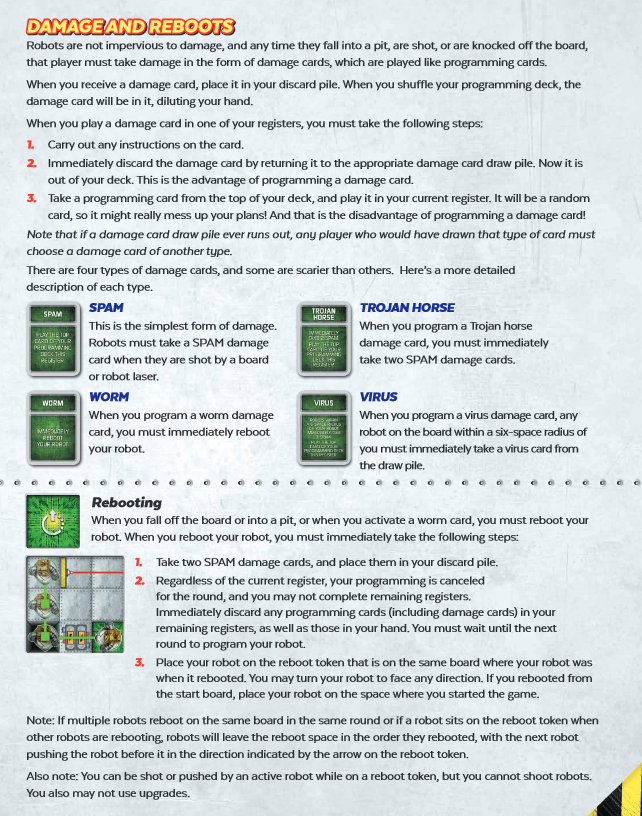 DAMAGE AND REBOOTS
Robots are not impervious to damage, and any time they fall into a pit, are shot, or are knocked off the board,
that player must take damage in the form of damage cards, which are played like programming cards.
When you receive a damage card, place it in your discard pile. When you shuffle your programming deck, the
damage card will be in it, diluting your hand.
When you play a damage card in one of your registers, you must take the following steps:
1. Carry out any instructions on the card.
2. Immediately discard the damage card by returning it to the appropriate damage card draw pile. Now it is
out of your deck. This is the advantage of programming a damage card.
3. Take a programming card from the top of your deck, and play it in your current register. It will be a random
card, so it might really mess up your plans! And that is the disadvantage of programming a damage card!
Note that if a damage card draw pile ever runs out, any player who would have drawn that type of card must
choose a damage card of another type.
There are four types of damage cards, and some are scarier than others. Here's a more detailed
description of each type.
SPAM
PLAY THE TOP
CARD OF YOUR
PROGRAMMING
DECK THIS
REGISTER
SPAM
This is the simplest form of damage.
Robots must take a SPAM damage
card when they are shot by a board
or robot laser.
TROJAN
HORSE
IMMEDIATELY
TROJAN HORSE
When you program a Trojan horse
damage card, you must immediately
take two SPAM damage cards.
WORM
IMMEDIATELY
REBOOT
YOUR ROBOT.
WORM
When you program a worm damage
card, you must immediately reboot
your robot.
VIRUS
VIRUS
When you program a virus damage card, any
robot on the board within a six-space radius of
you must immediately take a virus card from
the draw pile.
Rebooting
When you fall off the board or into a pit, or when you activate a worm card, you must reboot your
robot. When you reboot your robot, you must immediately take the following steps:
1. Take two SPAM damage cards, and place them in your discard pile.
2. Regardless of the current register, your programming is canceled
for the round, and you may not complete remaining registers.
Immediately discard any programming cards (including damage cards) in your
remaining registers, as well as those in your hand. You must wait until the next
round to program your robot.
3. Place your robot on the reboot token that is on the same board where your robot was
when it rebooted. You may turn your robot to face any direction. If you rebooted from
the start board, place your robot on the space where you started the game.
Note: If multiple robots reboot on the same board in the same round or if a robot sits on the reboot token when
other robots are rebooting, robots will leave the reboot space in the order they rebooted, with the next robot
pushing the robot before it in the direction indicated by the arrow on the reboot token.
Also note: You can be shot or pushed by an active robot while on a reboot token, but you cannot shoot robots.
You also may not use upgrades.